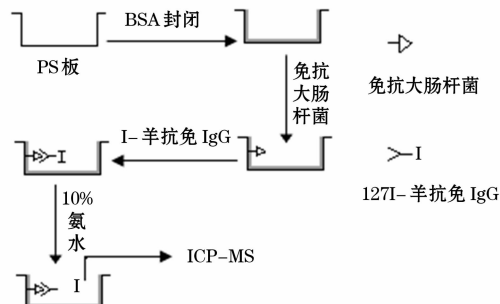 BSA 封闭
PS 板
免抗
大肠
杆菌
免抗大肠杆菌
I- 羊抗免 IgG
I
I
127I- 羊抗免 IgG
10%
氨
水
I
ICP-MS